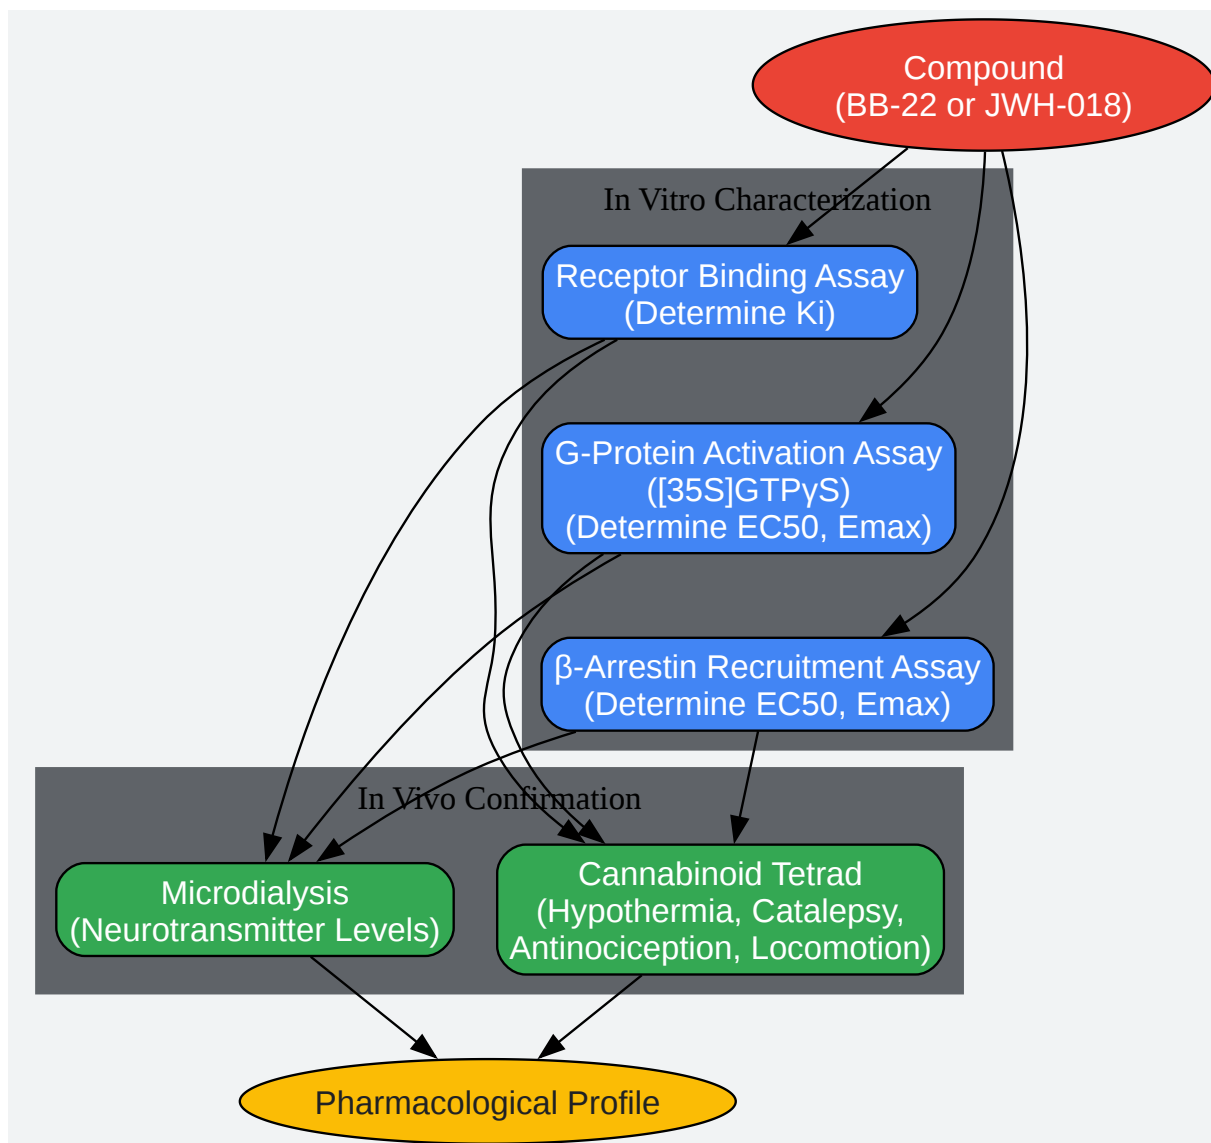 Compound
(BB-22 or JWH-018)
In Vitro Characterization
Receptor Binding Assay
(Determine Ki)
G-Protein Activation Assay
([35S]GTPγS)
(Determine EC50, Emax)
β-Arrestin Recruitment Assay
(Determine EC50, Emax)
In Vivo Confirmation
Microdialysis
(Neurotransmitter Levels)
Cannabinoid Tetrad
(Hypothermia, Catalepsy,
Antinociception, Locomotion)
Pharmacological Profile